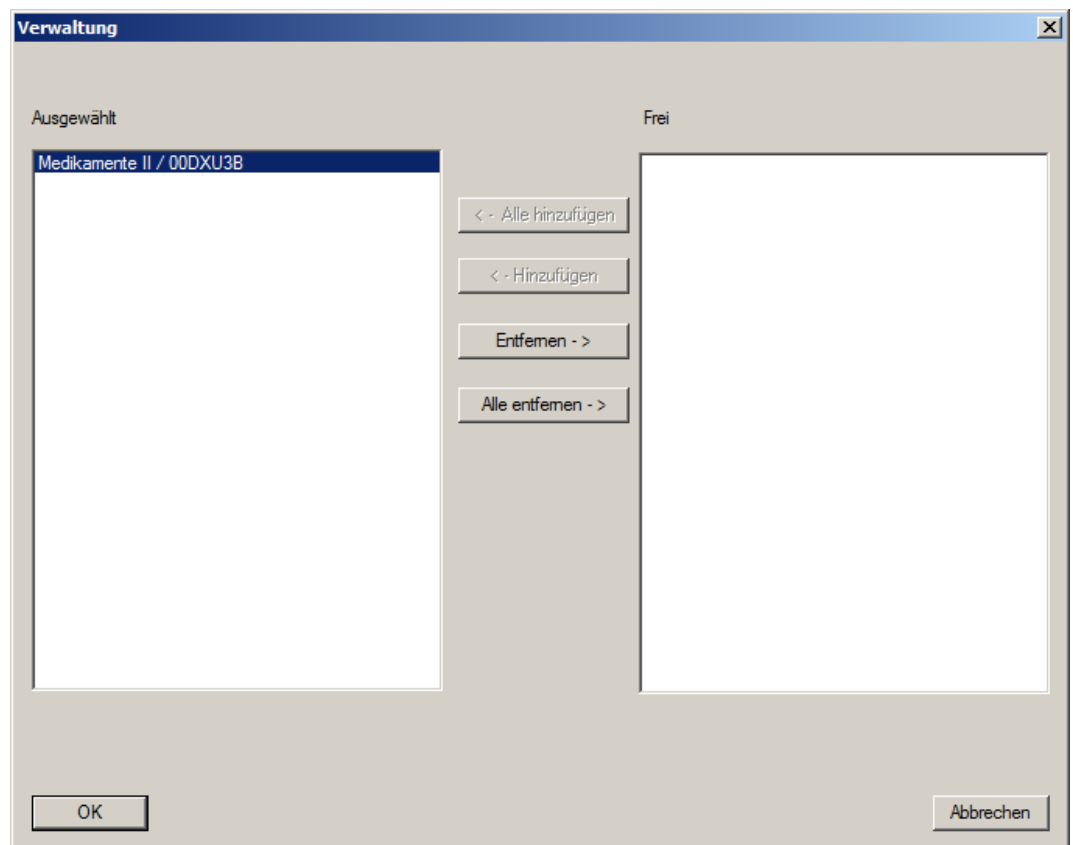 Verwaltung
Ausgewählt
Frei
Medikamente II / 00DXU3B
< - Alle hinzufügen
< - Hinzufügen
Entfernen - >
Alle entfernen - >
OK
Abbrechen